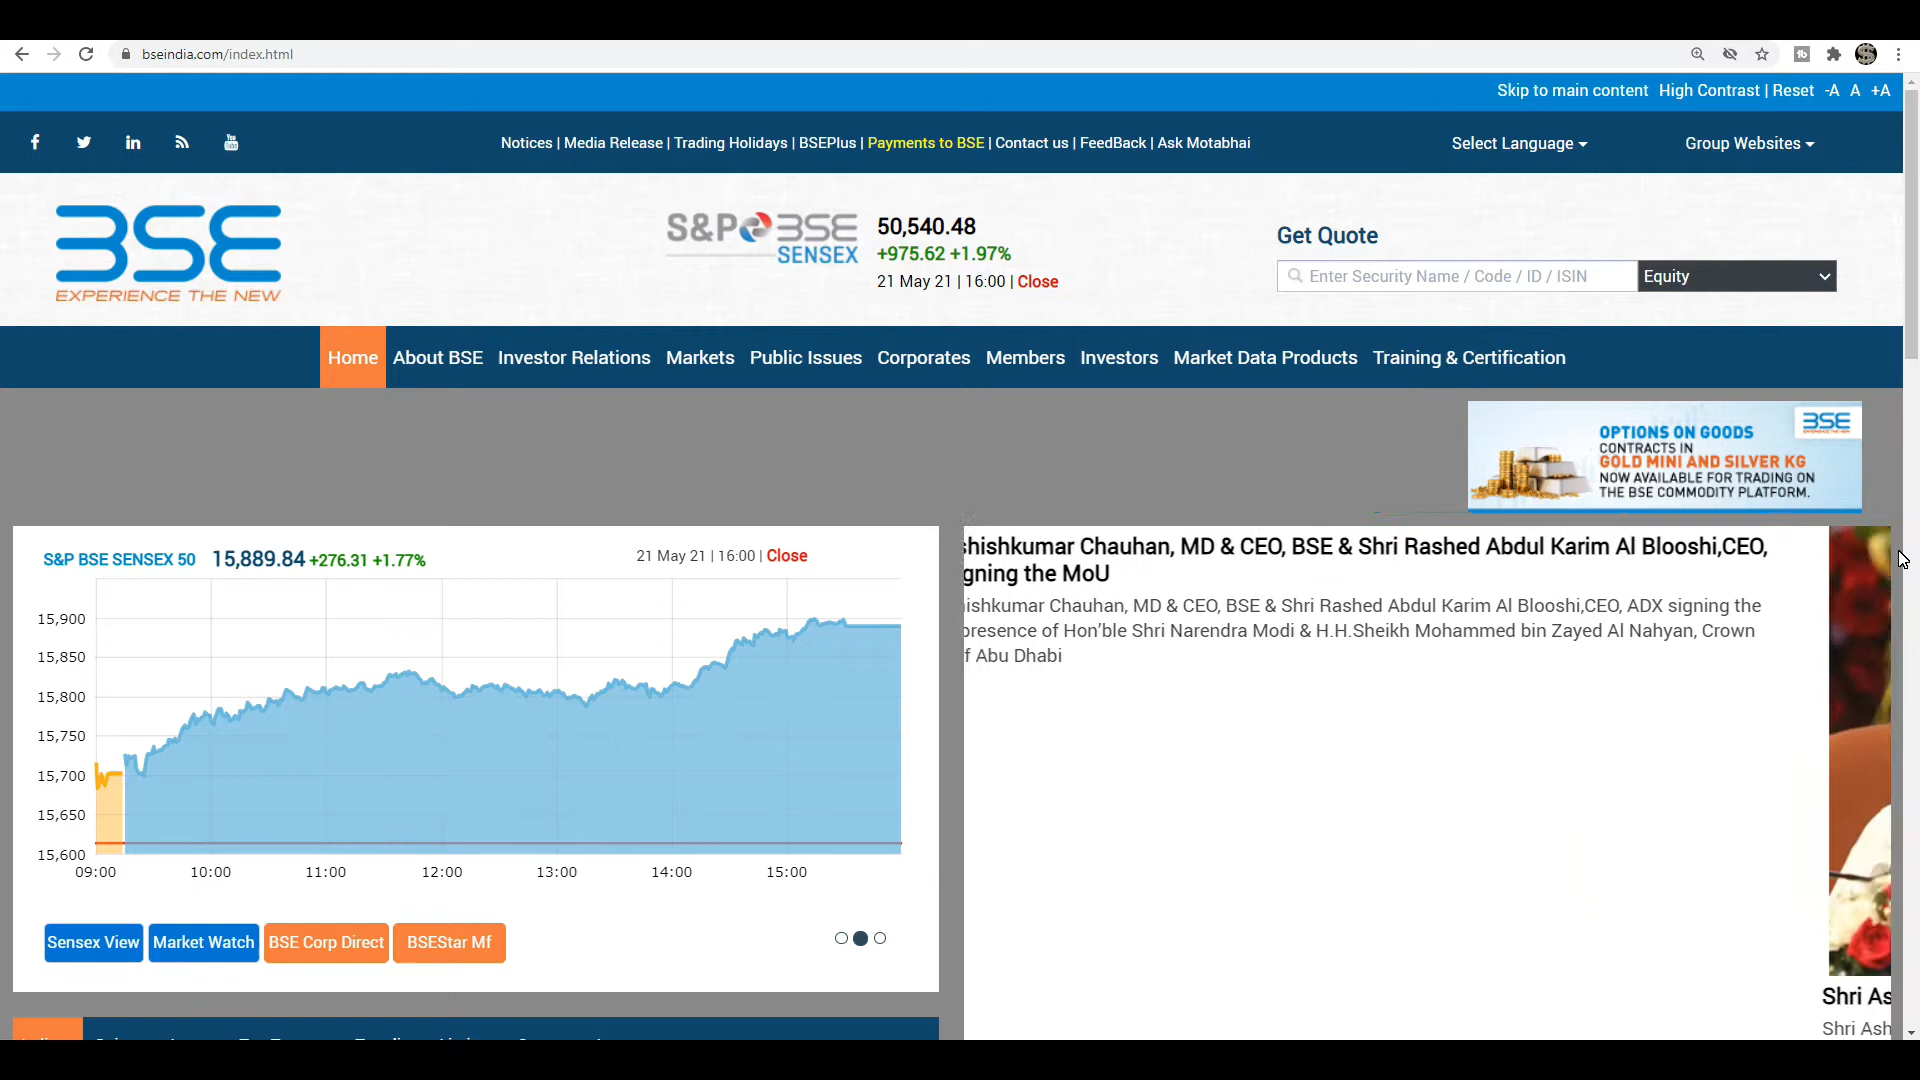 bseindia.com/index.html
Skip to main content High Contrast | Reset -A A +A
Notices | Media Release | Trading Holidays | BSEPlus | Payments to BSE | Contact us | FeedBack | Ask Motabhai
Select Language
Group Websites
BSE
EXPERIENCE THE NEW
S&P BSE
SENSEX
50,540.48
+975.62 +1.97%
21 May 21 | 16:00 | Close
Get Quote
Enter Security Name / Code / ID / ISIN
Equity
Home About BSE Investor Relations Markets Public Issues Corporates Members Investors Market Data Products Training & Certification
BSE
OPTIONS ON GOODS
CONTRACTS IN
GOLD MINI AND SILVER KG
NOW AVAILABLE FOR TRADING ON
THE BSE COMMODITY PLATFORM.
S&P BSE SENSEX 50 15,889.84 +276.31 +1.77%
21 May 21 | 16:00 | Close
15,900
15,850
15,800
15,750
15,700
15,650
15,600
09:00 10:00 11:00 12:00 13:00 14:00 15:00
Sensex View Market Watch BSE Corp Direct BSEStar Mf
shishkumar Chauhan, MD & CEO, BSE & Shri Rashed Abdul Karim Al Blooshi,CEO,
gning the MoU
ishkumar Chauhan, MD & CEO, BSE & Shri Rashed Abdul Karim Al Blooshi,CEO, ADX signing the
presence of Hon'ble Shri Narendra Modi & H.H.Sheikh Mohammed bin Zayed Al Nahyan, Crown
f Abu Dhabi
Shri As
Shri Ash